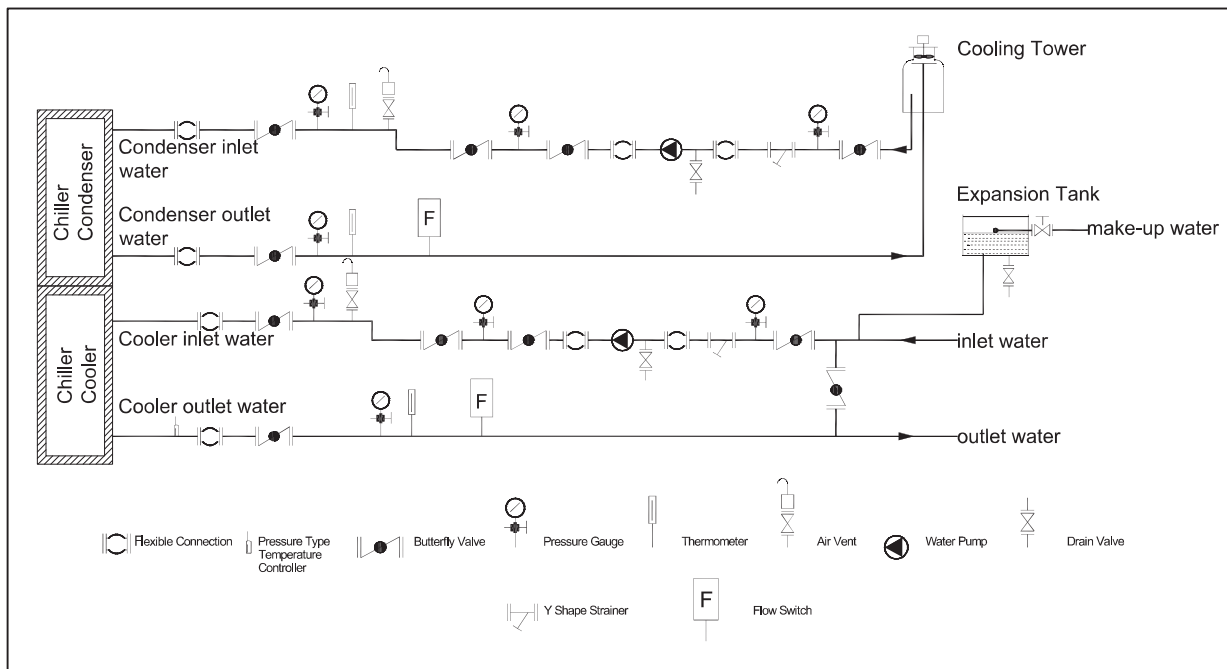 Cooling Tower
Chiller
Condenser
Condenser inlet
water
Condenser outlet
water
F
Expansion Tank
make-up water
Chiller
Cooler
Cooler inlet water
inlet water
Cooler outlet water
F
outlet water
Flexible Connection
Pressure Type
Temperature
Controller
Butterfly Valve
Pressure Gauge
Thermometer
Air Vent
Water Pump
Drain Valve
Y Shape Strainer
F
Flow Switch